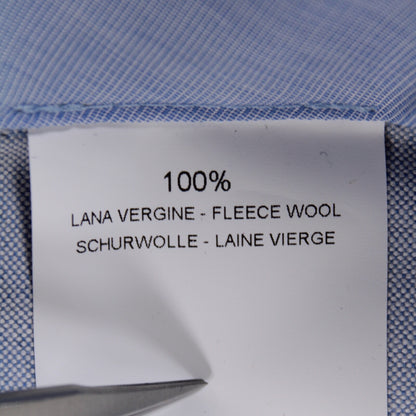 100%
LANA VERGINE - FLEECE WOOL
SCHURWOLLE - LAINE VIERGE